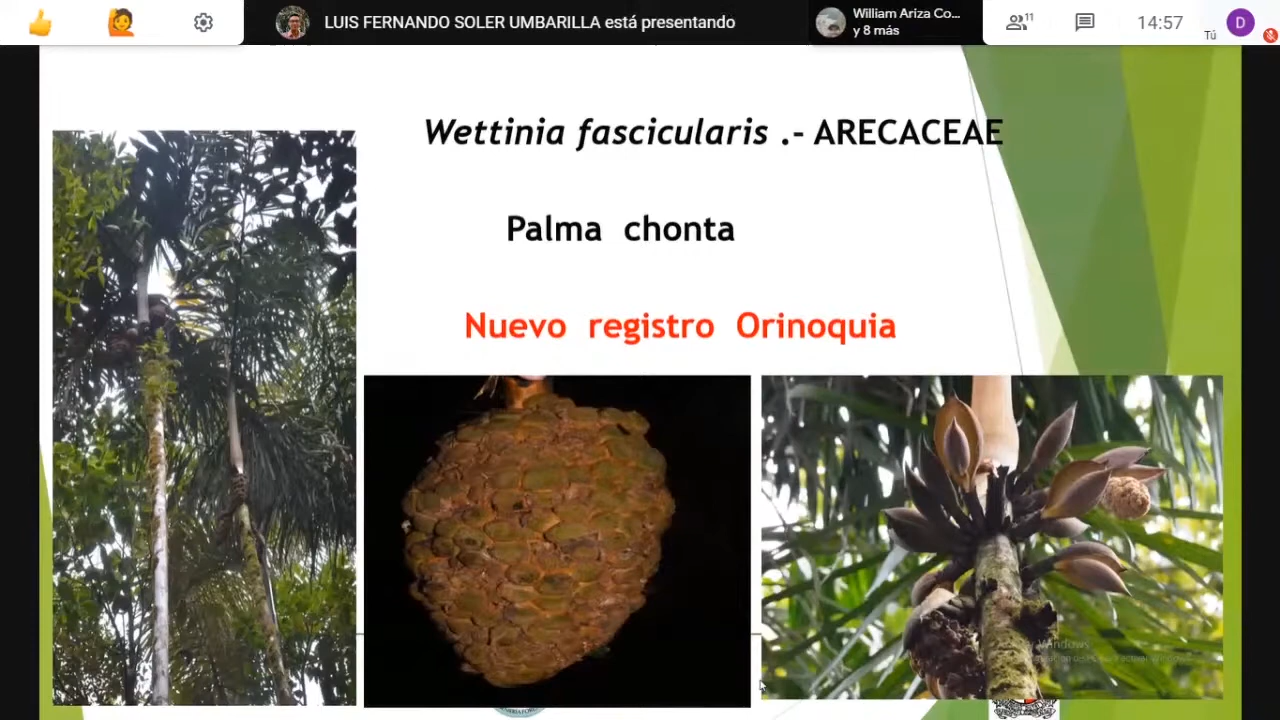 LUIS FERNANDO SOLER UMBARILLA está presentando
William Ariza Co...
y 8 más
11
14:57
Tú
D
Wettinia fascicularis .- ARECACEAE
Palma chonta
Nuevo registro Orinoquia
Windows